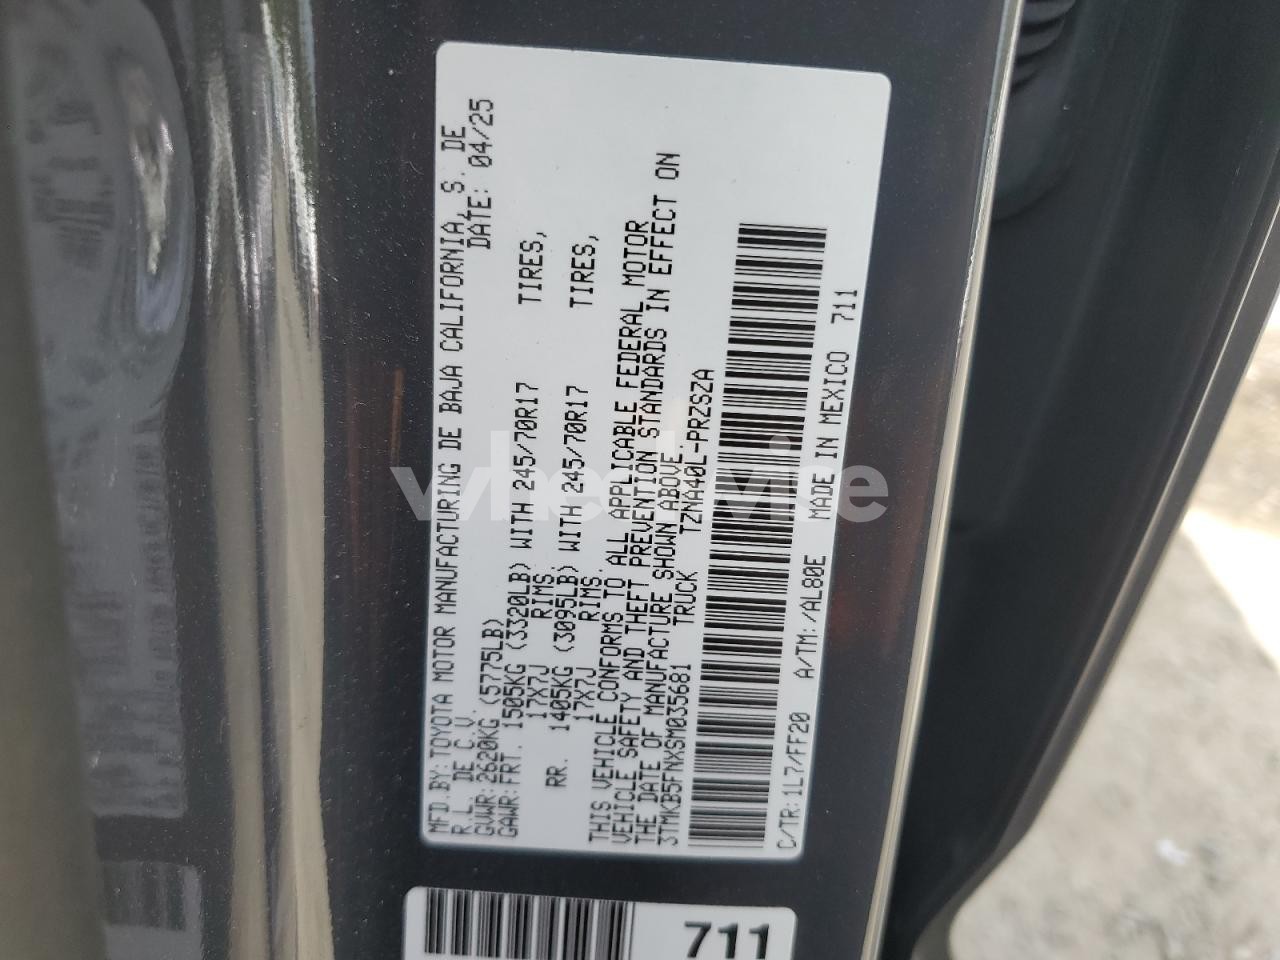 MFD.BY:TOYOTA MOTOR MANUFACTURING DE BAJA CALIFORNIA, S. DE
R.L. DE C.V. DATE: 04/25
GVWR:2620KG (5775LB)
GAWR:FRT. 1505KG (3320LB) WITH 245/70R17 TIRES,
17X7J RIMS.
RR. 1405KG (3095LB) WITH 245/70R17 TIRES,
17X7J RIMS.
THIS VEHICLE CONFORMS TO ALL APPLICABLE FEDERAL MOTOR
VEHICLE SAFETY AND THEFT PREVENTION STANDARDS IN EFFECT ON
THE DATE OF MANUFACTURE SHOWN ABOVE.
3TMKB5FNXSM035681 TRUCK TZNA40L-PRZSZA
C/TR:1L7/FF20 A/TM:/AL80E MADE IN MEXICO 711
711
wheelwise